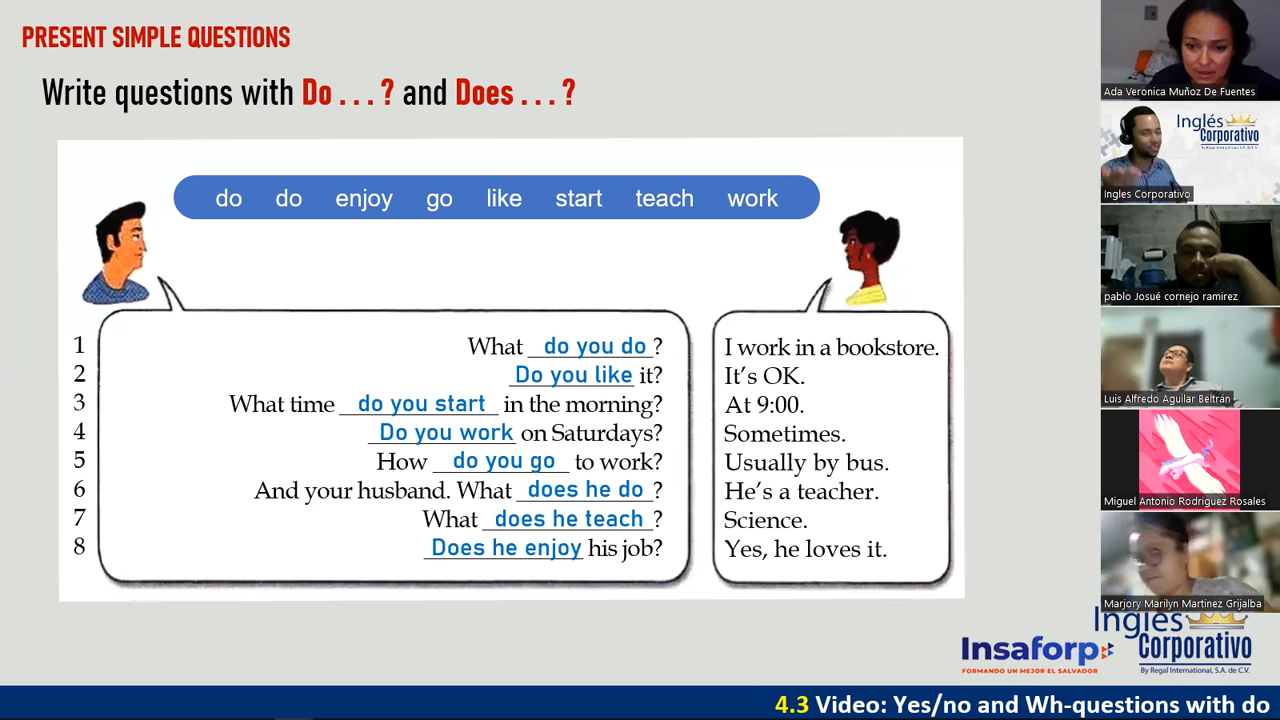 PRESENT SIMPLE QUESTIONS
Write questions with Do . . . ? and Does . . . ?
do do enjoy go like start teach work
1 What do you do ? I work in a bookstore.
2 Do you like it? It's OK.
3 What time do you start in the morning? At 9:00.
4 Do you work on Saturdays? Sometimes.
5 How do you go to work? Usually by bus.
6 And your husband. What does he do ? He's a teacher.
7 What does he teach ? Science.
8 Does he enjoy his job? Yes, he loves it.
Ada Veronica Muñoz De Fuentes
Inglés
Corporativo
By Regal International, S.A. de C.V.
Ingles Corporativo
pablo Josué cornejo ramirez
Luis Alfredo Aguilar Beltrán
Miguel Antonio Rodriguez Rosales
Marjory Marilyn Martinez Grijalba
Insaforp
FORMANDO UN MEJOR EL SALVADOR
Inglés
Corporativo
By Regal International, S.A. de C.V.
4.3 Video: Yes/no and Wh-questions with do